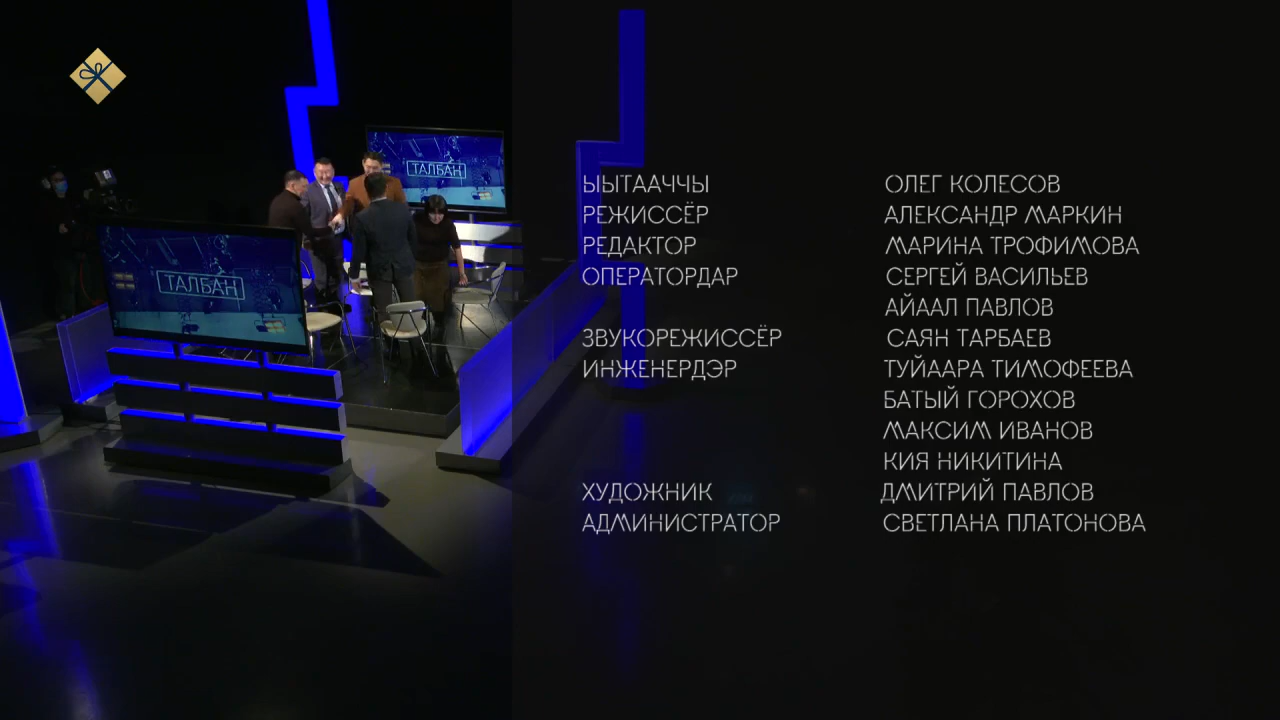 ТАЛБАН
ТАЛБАН
ЫЫТААЧЧЫ ОЛЕГ КОЛЕСОВ
РЕЖИССЁР АЛЕКСАНДР МАРКИН
РЕДАКТОР МАРИНА ТРОФИМОВА
ОПЕРАТОРДАР СЕРГЕЙ ВАСИЛЬЕВ
АЙААЛ ПАВЛОВ
ЗВУКОРЕЖИССЁР САЯН ТАРБАЕВ
ИНЖЕНЕРДЭР ТУЙААРА ТИМОФЕЕВА
БАТЫЙ ГОРОХОВ
МАКСИМ ИВАНОВ
КИЯ НИКИТИНА
ХУДОЖНИК ДМИТРИЙ ПАВЛОВ
АДМИНИСТРАТОР СВЕТЛАНА ПЛАТОНОВА